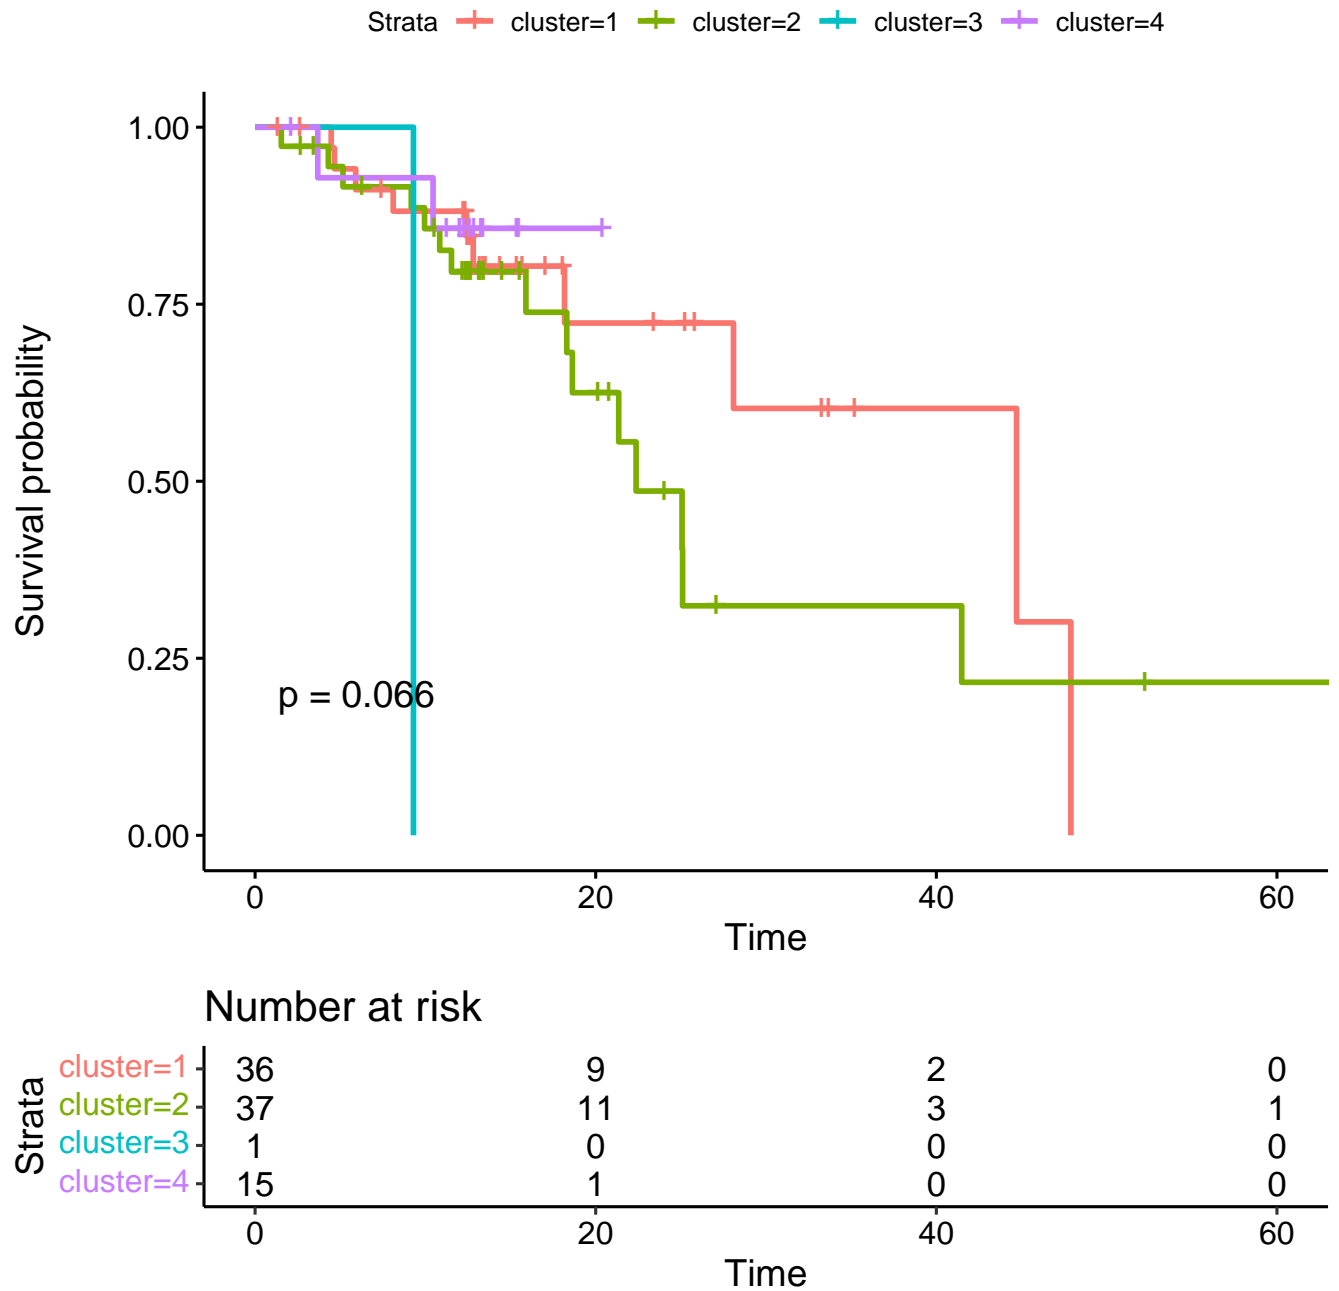 Strata cluster=1 cluster=2 cluster=3 cluster=4
1.00
0.75
0.50
0.25
0.00
Survival probability
p = 0.066
0 20 40 60
Time
Number at risk
Strata
cluster=1 36 9 2 0
cluster=2 37 11 3 1
cluster=3 1 0 0 0
cluster=4 15 1 0 0
0 20 40 60
Time